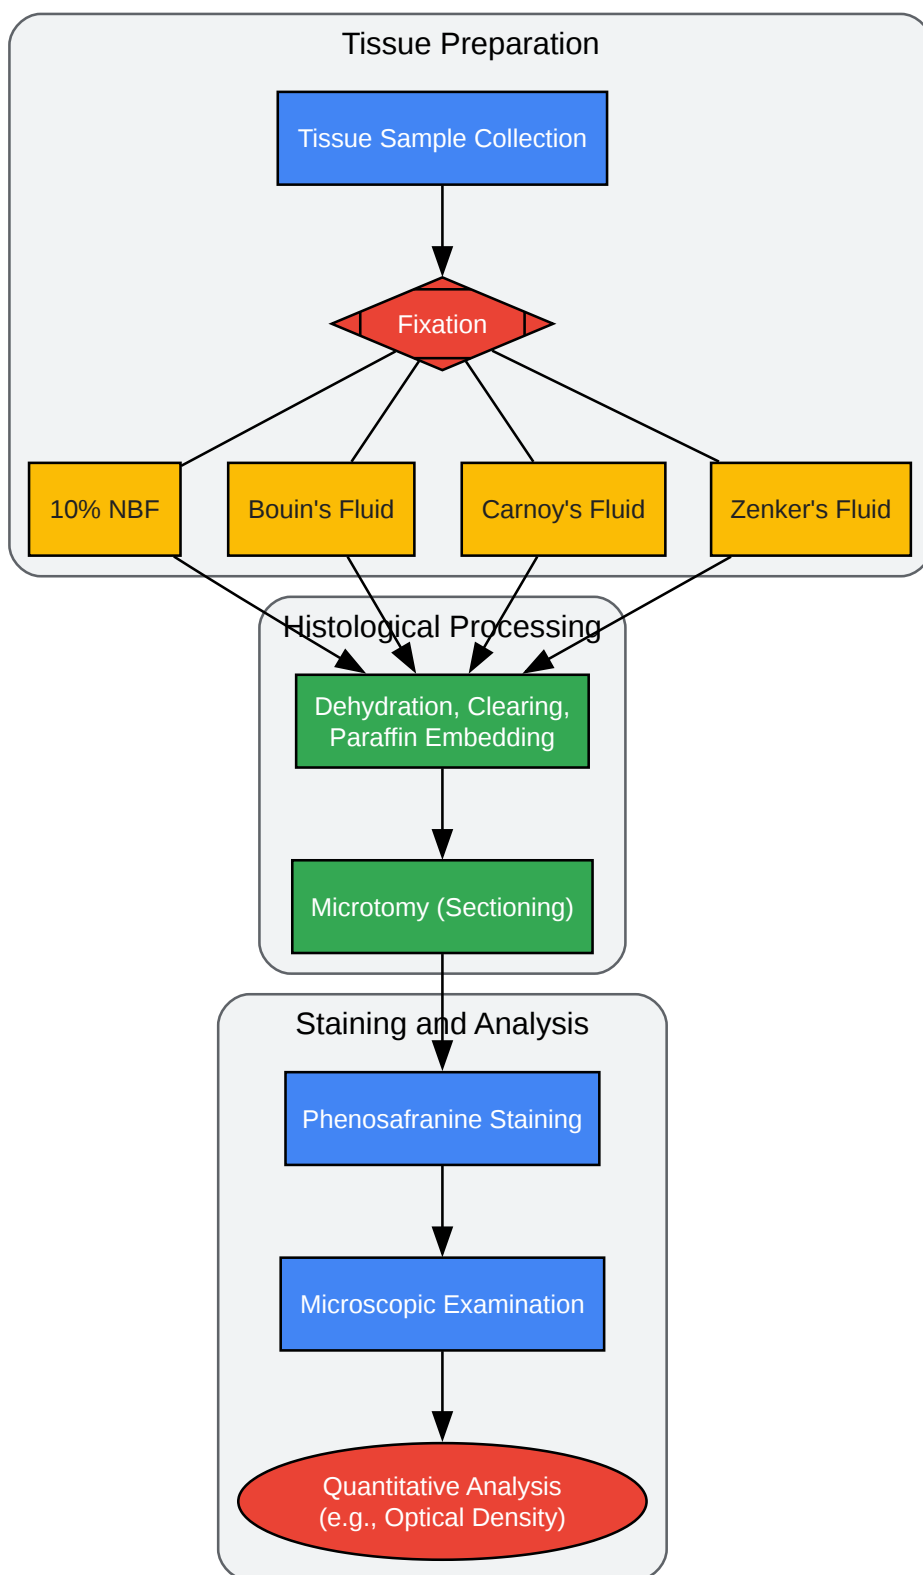 Tissue Preparation
Tissue Sample Collection
Fixation
10% NBF
Bouin's Fluid
Carnoy's Fluid
Zenker's Fluid
Histological Processing
Dehydration, Clearing,
Paraffin Embedding
Microtomy (Sectioning)
Staining and Analysis
Phenosafranine Staining
Microscopic Examination
Quantitative Analysis
(e.g., Optical Density)